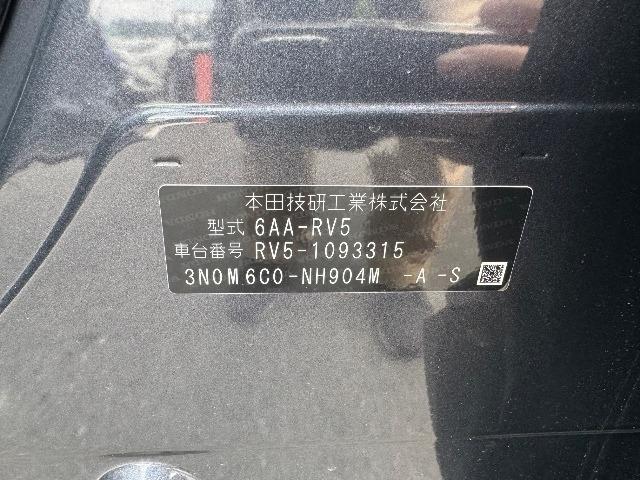 本田技研工業株式会社
型式 6AA-RV5
車台番号 RV5-1093315
3N0M6C0-NH904M -A -S